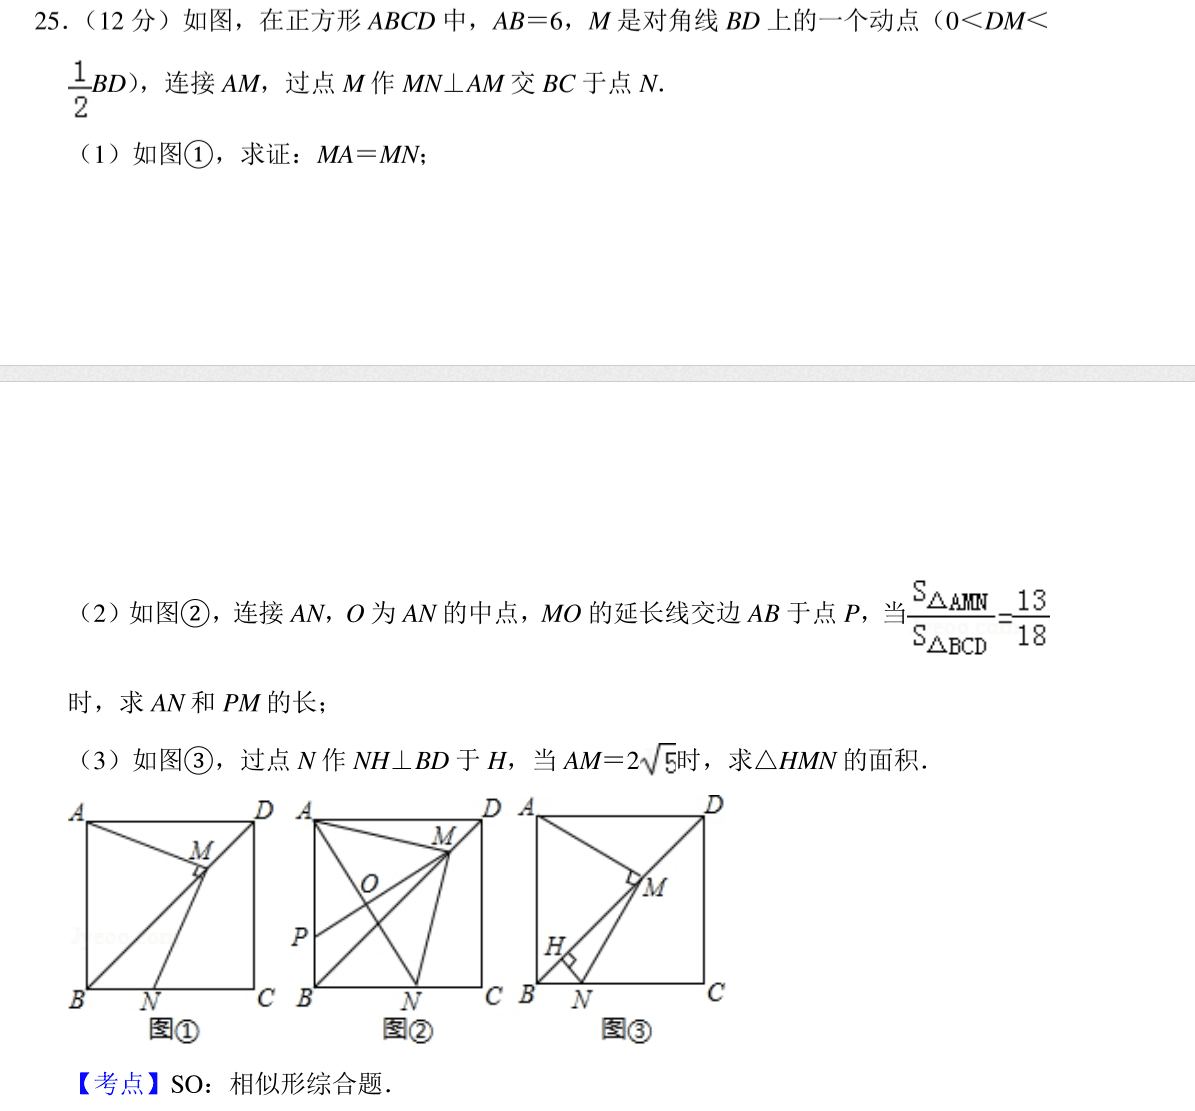 25.（12 分）如图，在正方形 ABCD 中，AB＝6，M 是对角线 BD 上的一个动点（0＜DM＜
1/2 BD），连接 AM，过点 M 作 MN⊥AM 交 BC 于点 N．
（1）如图①，求证：MA＝MN；
（2）如图②，连接 AN，O 为 AN 的中点，MO 的延长线交边 AB 于点 P，当 S△AMN/S△BCD = 13/18
时，求 AN 和 PM 的长；
（3）如图③，过点 N 作 NH⊥BD 于 H，当 AM＝2√5时，求△HMN 的面积．
A D M B N C
图①
A D M O P B N C
图②
A D M H B N C
图③
【考点】SO：相似形综合题．